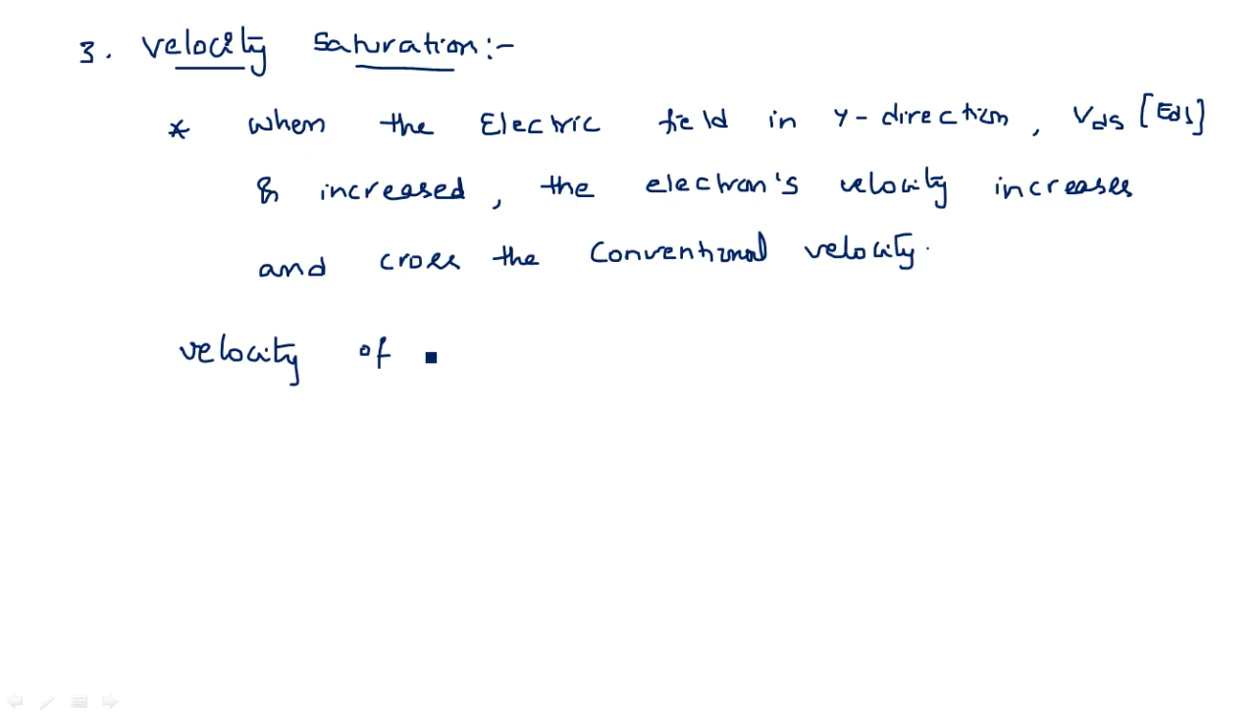 3. Velocity Saturation:-
* when the Electric field in Y-direction, Vds [Eds]
is increased, the electron's velocity increases
and cross the Conventional velocity.
velocity of